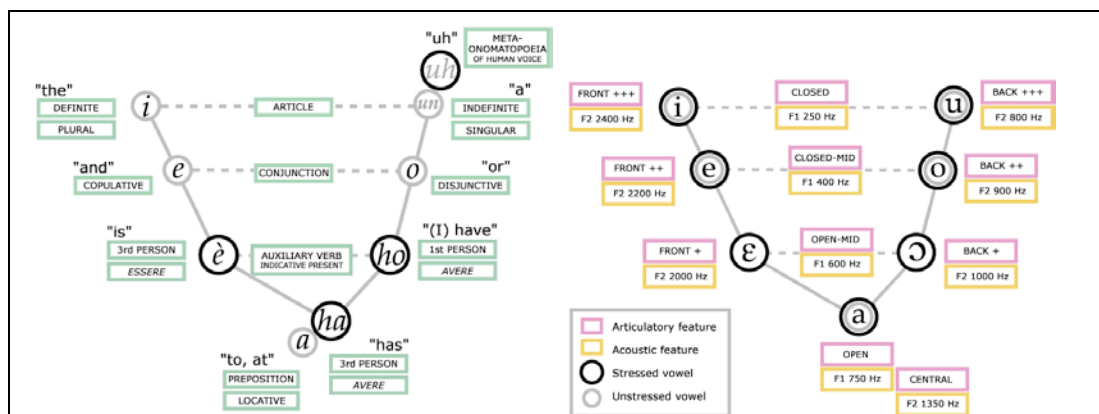 "uh"
META-
ONOMATOPOEIA
OF HUMAN VOICE
uh
"the"
DEFINITE
PLURAL
i
ARTICLE
un
"a"
INDEFINITE
SINGULAR
"and"
COPULATIVE
e
CONJUNCTION
o
"or"
DISJUNCTIVE
"is"
3rd PERSON
ESSERE
è
AUXILIARY VERB
INDICATIVE PRESENT
ho
"(I) have"
1st PERSON
AVERE
ha
a
"to, at"
PREPOSITION
LOCATIVE
"has"
3rd PERSON
AVERE
FRONT +++
F2 2400 Hz
i
CLOSED
F1 250 Hz
u
BACK +++
F2 800 Hz
FRONT ++
F2 2200 Hz
e
CLOSED-MID
F1 400 Hz
o
BACK ++
F2 900 Hz
FRONT +
F2 2000 Hz
ɛ
OPEN-MID
F1 600 Hz
ɔ
BACK +
F2 1000 Hz
a
OPEN
F1 750 Hz
CENTRAL
F2 1350 Hz
Articulatory feature
Acoustic feature
Stressed vowel
Unstressed vowel